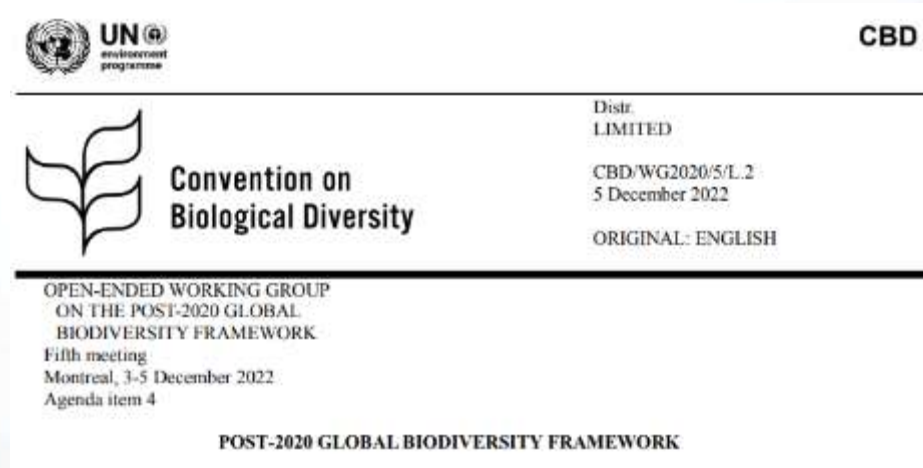 UN
environment
programme
CBD
Distr.
LIMITED
CBD/WG2020/5/L.2
5 December 2022
ORIGINAL: ENGLISH
Convention on
Biological Diversity
OPEN-ENDED WORKING GROUP
ON THE POST-2020 GLOBAL
BIODIVERSITY FRAMEWORK
Fifth meeting
Montreal, 3-5 December 2022
Agenda item 4
POST-2020 GLOBAL BIODIVERSITY FRAMEWORK